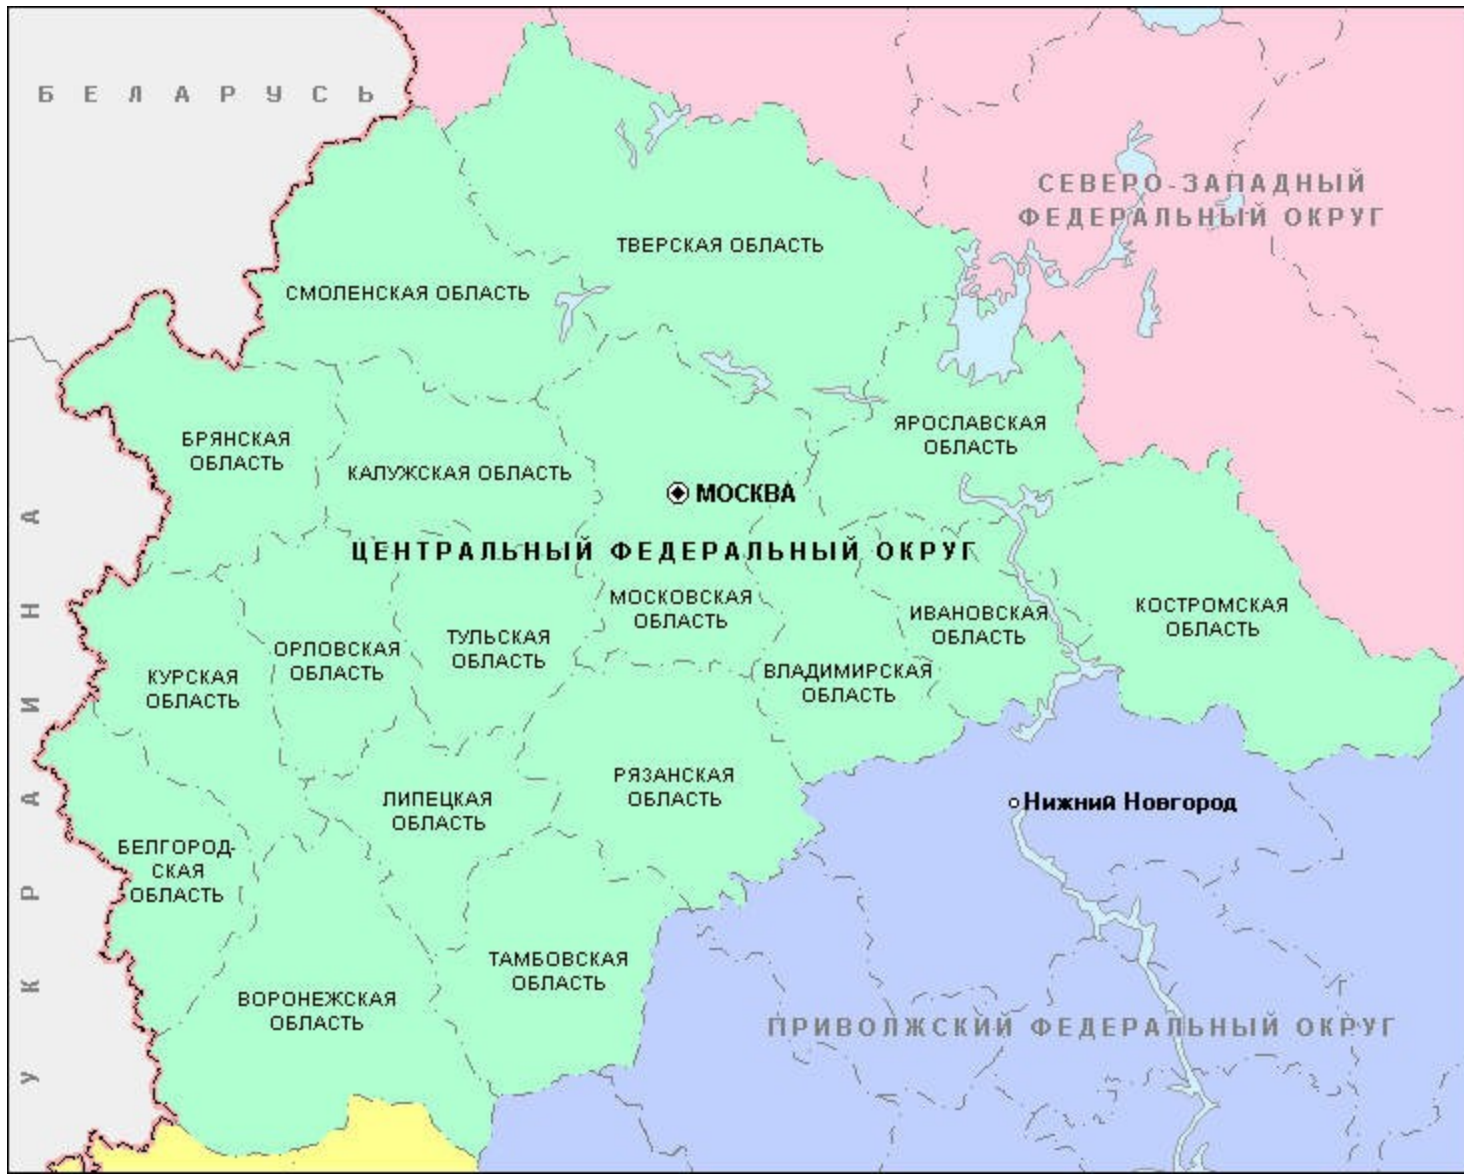 БЕЛАРУСЬ
СЕВЕРО-ЗАПАДНЫЙ
ФЕДЕРАЛЬНЫЙ ОКРУГ
ТВЕРСКАЯ ОБЛАСТЬ
СМОЛЕНСКАЯ ОБЛАСТЬ
ЯРОСЛАВСКАЯ
ОБЛАСТЬ
БРЯНСКАЯ
ОБЛАСТЬ
КАЛУЖСКАЯ ОБЛАСТЬ
МОСКВА
ЦЕНТРАЛЬНЫЙ ФЕДЕРАЛЬНЫЙ ОКРУГ
МОСКОВСКАЯ
ОБЛАСТЬ
ИВАНОВСКАЯ
ОБЛАСТЬ
КОСТРОМСКАЯ
ОБЛАСТЬ
ТУЛЬСКАЯ
ОБЛАСТЬ
ОРЛОВСКАЯ
ОБЛАСТЬ
КУРСКАЯ
ОБЛАСТЬ
ВЛАДИМИРСКАЯ
ОБЛАСТЬ
УКРАИНА
РЯЗАНСКАЯ
ОБЛАСТЬ
ЛИПЕЦКАЯ
ОБЛАСТЬ
Нижний Новгород
БЕЛГОРОД-
СКАЯ
ОБЛАСТЬ
ТАМБОВСКАЯ
ОБЛАСТЬ
ВОРОНЕЖСКАЯ
ОБЛАСТЬ
ПРИВОЛЖСКИЙ ФЕДЕРАЛЬНЫЙ ОКРУГ